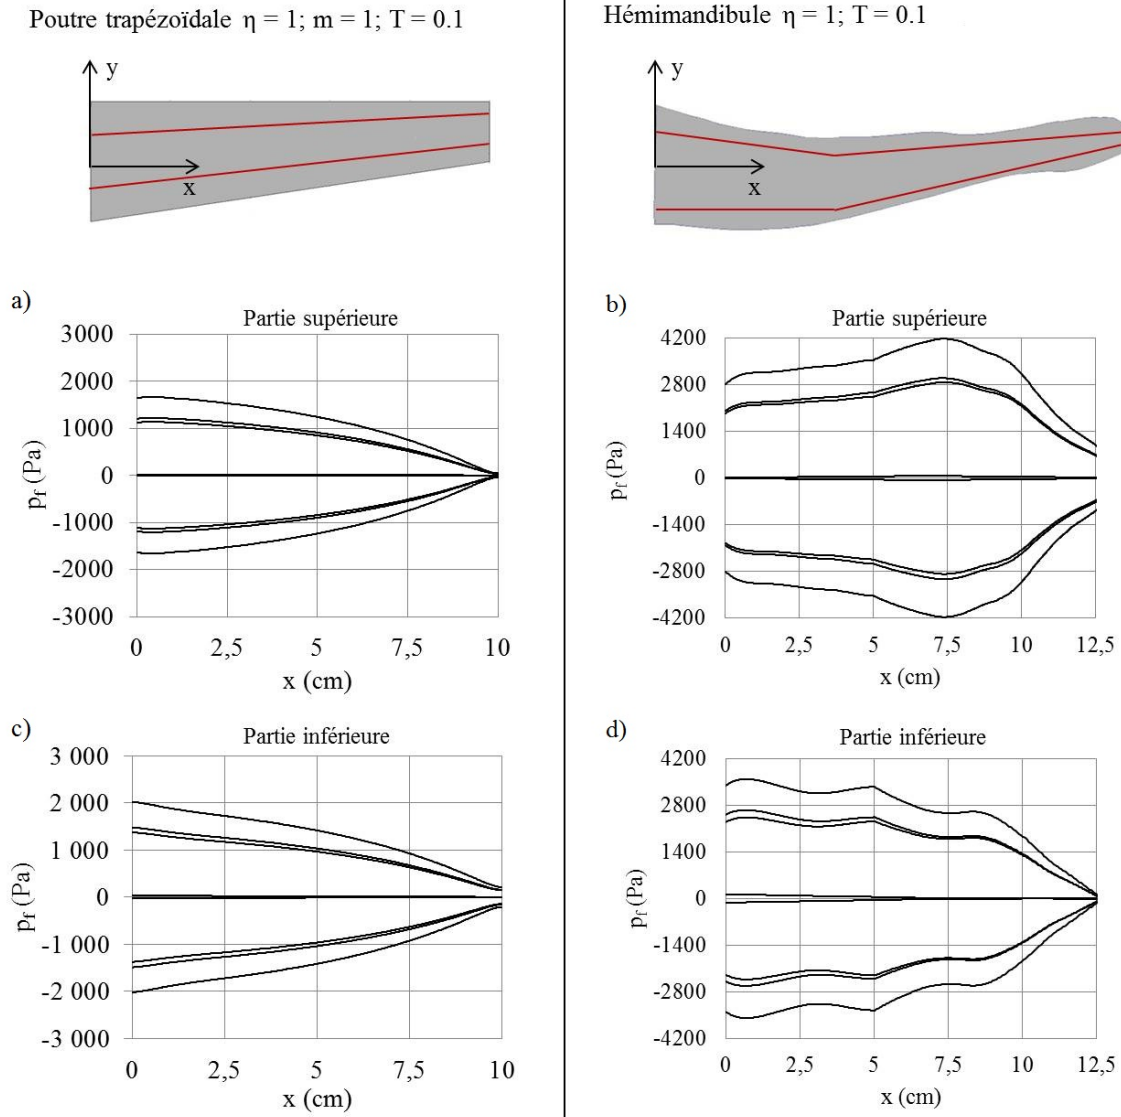 Poutre trapézoïdale η = 1; m = 1; T = 0.1
Hémimandibule η = 1; T = 0.1
y
x
y
x
a)
Partie supérieure
3000
2000
1000
0
-1000
-2000
-3000
p_f (Pa)
0 2,5 5 7,5 10
x (cm)
b)
Partie supérieure
4200
2800
1400
0
-1400
-2800
-4200
p_f (Pa)
0 2,5 5 7,5 10 12,5
x (cm)
c)
Partie inférieure
3 000
2 000
1 000
0
-1 000
-2 000
-3 000
p_f (Pa)
0 2,5 5 7,5 10
x (cm)
d)
Partie inférieure
4200
2800
1400
0
-1400
-2800
-4200
p_f (Pa)
0 2,5 5 7,5 10 12,5
x (cm)